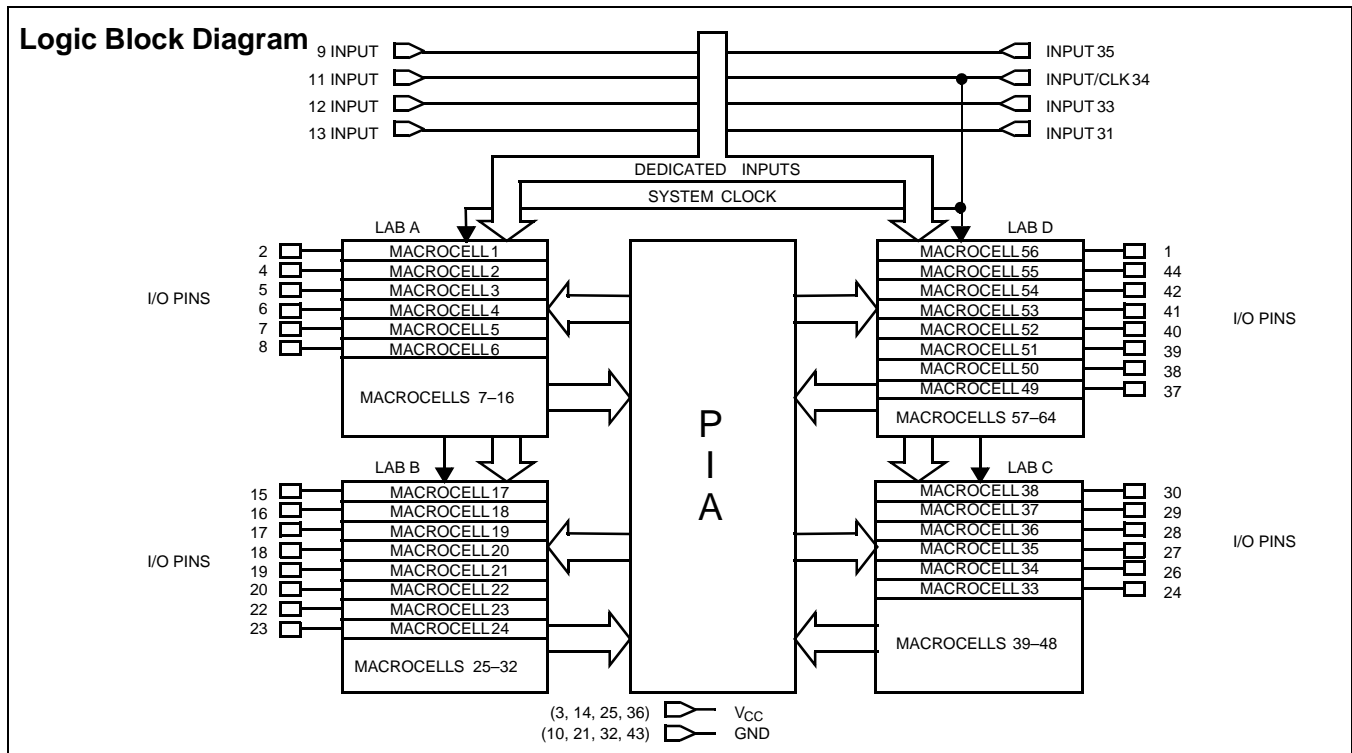 Logic Block Diagram
9 INPUT
11 INPUT
12 INPUT
13 INPUT
INPUT 35
INPUT/CLK 34
INPUT 33
INPUT 31
DEDICATED INPUTS
SYSTEM CLOCK
LAB A
2 MACROCELL 1
4 MACROCELL 2
5 MACROCELL 3
6 MACROCELL 4
7 MACROCELL 5
8 MACROCELL 6
MACROCELLS 7–16
I/O PINS
LAB D
MACROCELL 56 1
MACROCELL 55 44
MACROCELL 54 42
MACROCELL 53 41
MACROCELL 52 40
MACROCELL 51 39
MACROCELL 50 38
MACROCELL 49 37
MACROCELLS 57–64
I/O PINS
P
I
A
LAB B
15 MACROCELL 17
16 MACROCELL 18
17 MACROCELL 19
18 MACROCELL 20
19 MACROCELL 21
20 MACROCELL 22
22 MACROCELL 23
23 MACROCELL 24
MACROCELLS 25–32
I/O PINS
LAB C
MACROCELL 38 30
MACROCELL 37 29
MACROCELL 36 28
MACROCELL 35 27
MACROCELL 34 26
MACROCELL 33 24
MACROCELLS 39–48
I/O PINS
(3, 14, 25, 36) VCC
(10, 21, 32, 43) GND